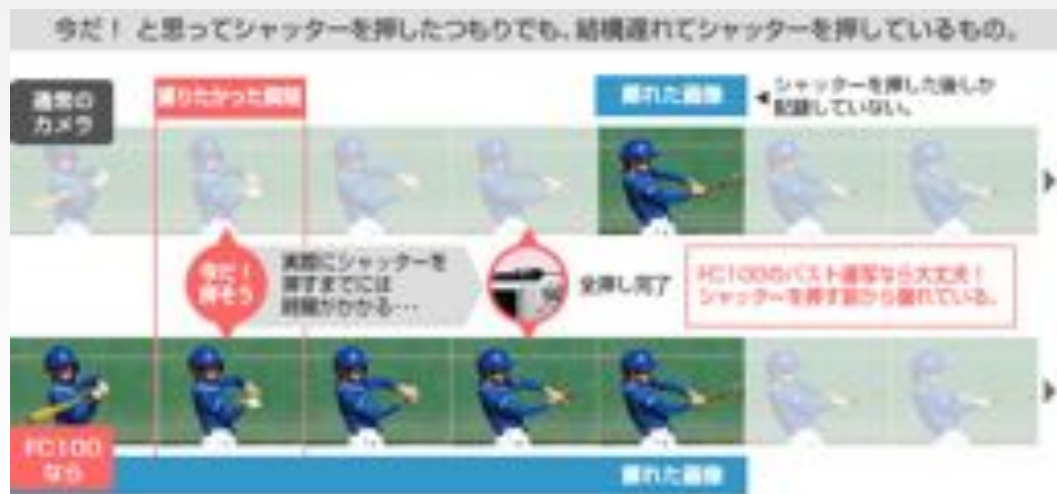 今だ！ と思ってシャッターを押したつもりでも、結構遅れてシャッターを押しているもの。
通常の
カメラ
撮りたかった瞬間
撮れた画像
シャッターを押した後しか
記録していない。
今だ！
押そう
実際にシャッターを
押すまでには
時間がかかる…
全押し完了
FC100のパスト連写なら大丈夫！
シャッターを押す前から撮れている。
FC100
なら
撮れた画像